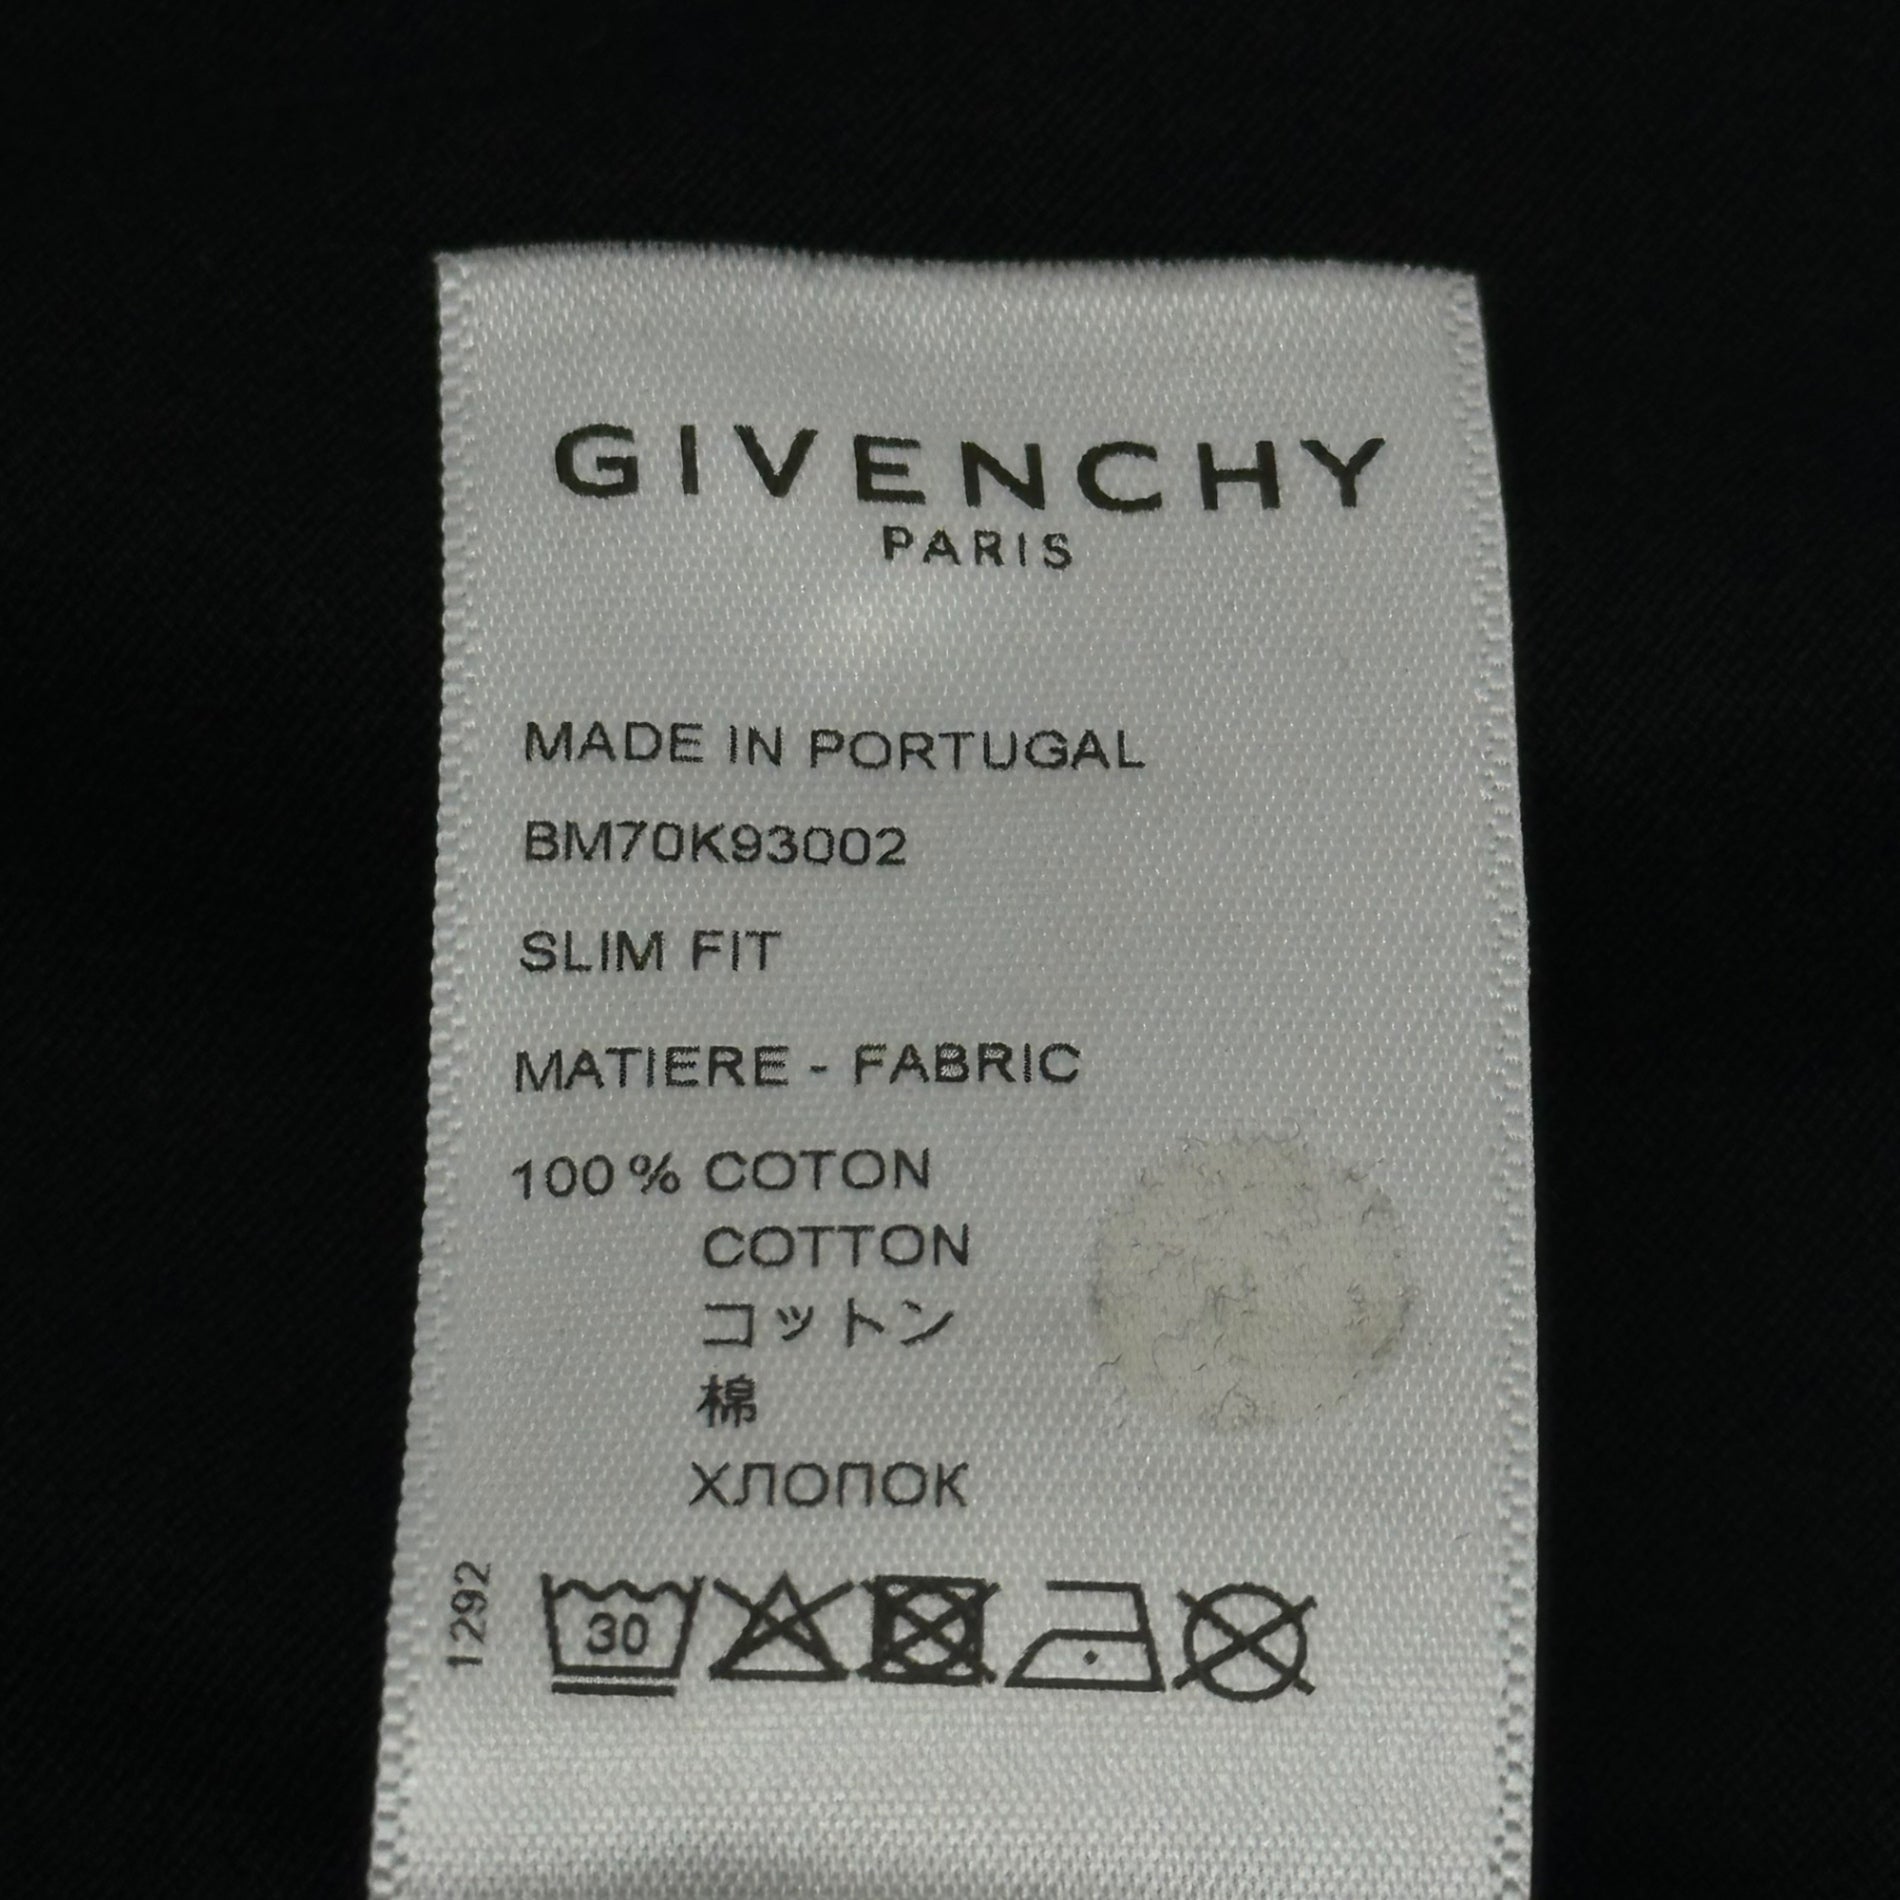 GIVENCHY
PARIS
MADE IN PORTUGAL
BM70K93002
SLIM FIT
MATIERE - FABRIC
100% COTON
COTTON
コットン
棉
ХЛОПОК
1292
30